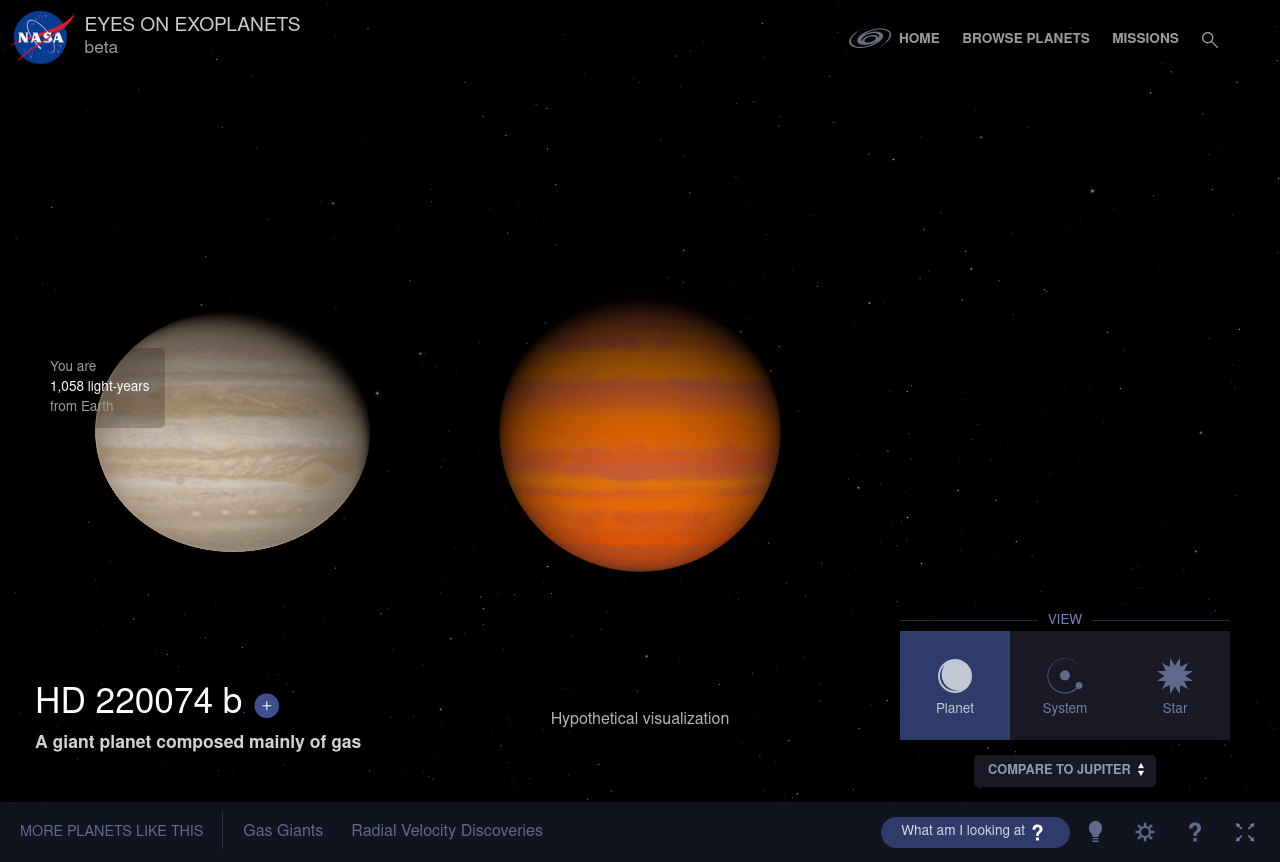 NASA
EYES ON EXOPLANETS
beta
HOME
BROWSE PLANETS
MISSIONS
You are
1,058 light-years
from Earth
HD 220074 b +
A giant planet composed mainly of gas
Hypothetical visualization
VIEW
Planet
System
Star
COMPARE TO JUPITER
MORE PLANETS LIKE THIS
Gas Giants
Radial Velocity Discoveries
What am I looking at ?
?